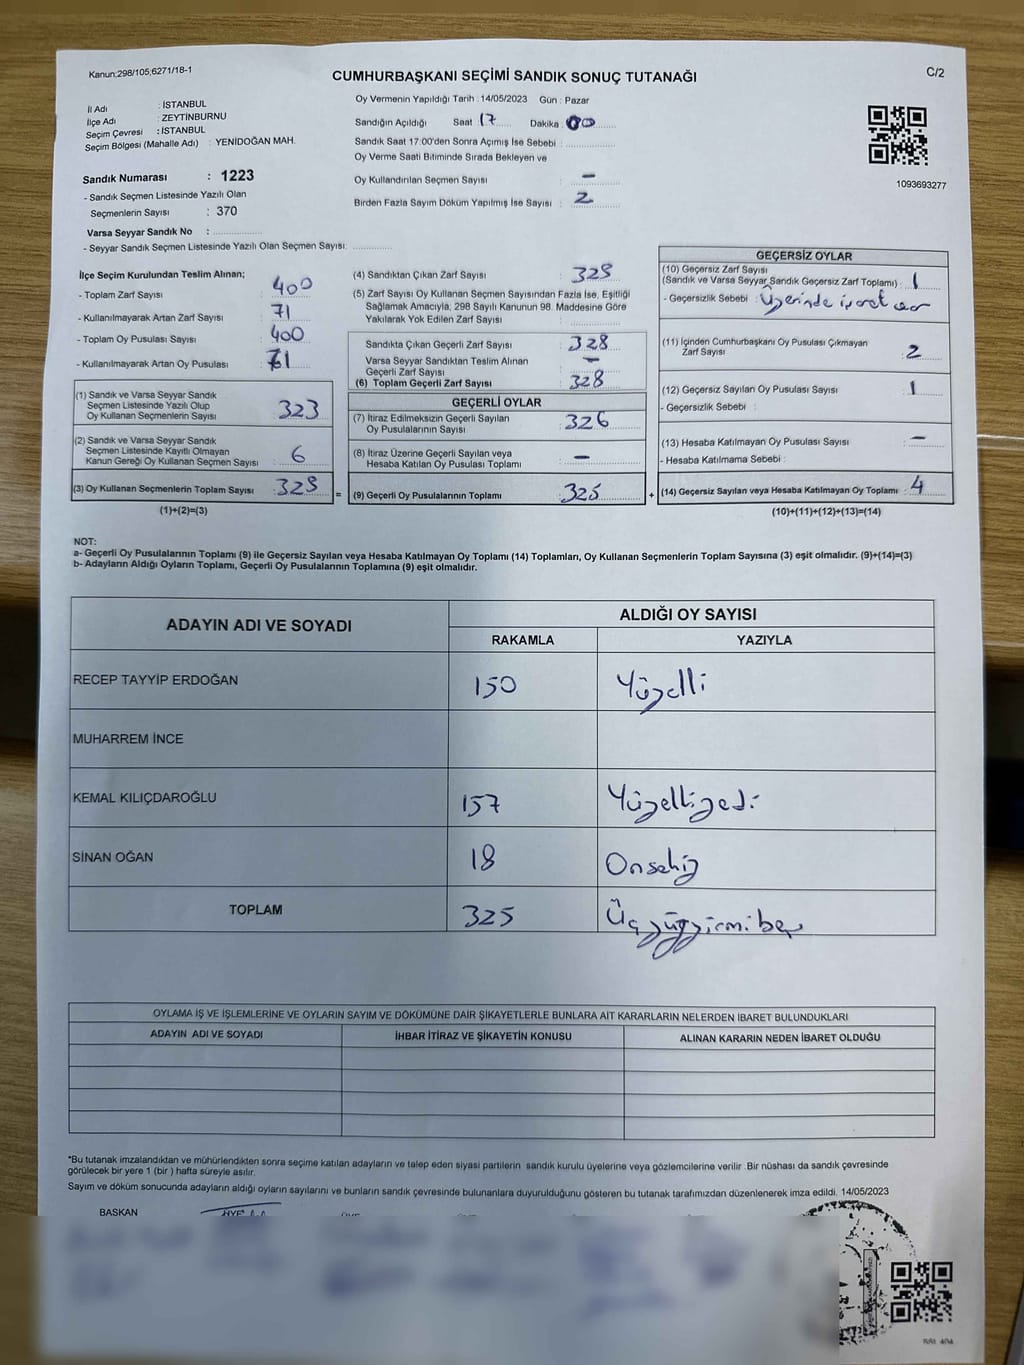 Kanun:298/105;6271/18-1
CUMHURBAŞKANI SEÇİMİ SANDIK SONUÇ TUTANAĞI
C/2
İl Adı : İSTANBUL
İlçe Adı : ZEYTİNBURNU
Seçim Çevresi : İSTANBUL
Seçim Bölgesi (Mahalle Adı) : YENİDOĞAN MAH.
Sandık Numarası : 1223
- Sandık Seçmen Listesinde Yazılı Olan
Seçmenlerin Sayısı : 370
Varsa Seyyar Sandık No :
- Seyyar Sandık Seçmen Listesinde Yazılı Olan Seçmen Sayısı:
Oy Vermenin Yapıldığı Tarih : 14/05/2023 Gün : Pazar
Sandığın Açıldığı Saat 17 Dakika 00
Sandık Saat 17:00'den Sonra Açımış İse Sebebi :
Oy Verme Saati Bitiminde Sırada Bekleyen ve
Oy Kullandırılan Seçmen Sayısı : -
Birden Fazla Sayım Döküm Yapılmış İse Sayısı : 2
1093693277
İlçe Seçim Kurulundan Teslim Alınan;
- Toplam Zarf Sayısı : 400
- Kullanılmayarak Artan Zarf Sayısı : 71
- Toplam Oy Pusulası Sayısı : 400
- Kullanılmayarak Artan Oy Pusulası : 71
(1) Sandık ve Varsa Seyyar Sandık
Seçmen Listesinde Yazılı Olup
Oy Kullanan Seçmenlerin Sayısı : 323
(2) Sandık ve Varsa Seyyar Sandık
Seçmen Listesinde Kayıtlı Olmayan
Kanun Gereği Oy Kullanan Seçmen Sayısı : 6
(3) Oy Kullanan Seçmenlerin Toplam Sayısı : 329 =
(1)+(2)=(3)
(4) Sandıktan Çıkan Zarf Sayısı : 329
(5) Zarf Sayısı Oy Kullanan Seçmen Sayısından Fazla İse, Eşitliği
Sağlamak Amacıyla, 298 Sayılı Kanunun 98. Maddesine Göre
Yakılarak Yok Edilen Zarf Sayısı :
Sandıkta Çıkan Geçerli Zarf Sayısı : 328
Varsa Seyyar Sandıktan Teslim Alınan
Geçerli Zarf Sayısı : -
(6) Toplam Geçerli Zarf Sayısı : 328
GEÇERLİ OYLAR
(7) İtiraz Edilmeksizin Geçerli Sayılan
Oy Pusulalarının Sayısı : 326
(8) İtiraz Üzerine Geçerli Sayılan veya
Hesaba Katılan Oy Pusulası Toplamı : -
(9) Geçerli Oy Pusulalarının Toplamı : 325 +
GEÇERSİZ OYLAR
(10) Geçersiz Zarf Sayısı
(Sandık ve Varsa Seyyar Sandık Geçersiz Zarf Toplamı) : 1
- Geçersizlik Sebebi : Üzerinde işaret var
(11) İçinden Cumhurbaşkanı Oy Pusulası Çıkmayan
Zarf Sayısı : 2
(12) Geçersiz Sayılan Oy Pusulası Sayısı : 1
- Geçersizlik Sebebi :
(13) Hesaba Katılmayan Oy Pusulası Sayısı : -
- Hesaba Katılmama Sebebi :
(14) Geçersiz Sayılan veya Hesaba Katılmayan Oy Toplamı : 4
(10)+(11)+(12)+(13)=(14)
NOT:
a- Geçerli Oy Pusulalarının Toplamı (9) ile Geçersiz Sayılan veya Hesaba Katılmayan Oy Toplamı (14) Toplamları, Oy Kullanan Seçmenlerin Toplam Sayısına (3) eşit olmalıdır. (9)+(14)=(3)
b- Adayların Aldığı Oyların Toplamı, Geçerli Oy Pusulalarının Toplamına (9) eşit olmalıdır.
ADAYIN ADI VE SOYADI ALDIĞI OY SAYISI
RAKAMLA YAZIYLA
RECEP TAYYİP ERDOĞAN 150 Yüzelli
MUHARREM İNCE
KEMAL KILIÇDAROĞLU 157 Yüzelliyedi
SİNAN OĞAN 18 Onsekiz
TOPLAM 325 Üçyüzyirmibeş
OYLAMA İŞ VE İŞLEMLERİNE VE OYLARIN SAYIM VE DÖKÜMÜNE DAİR ŞİKAYETLERLE BUNLARA AİT KARARLARIN NELERDEN İBARET BULUNDUKLARI
ADAYIN ADI VE SOYADI İHBAR İTİRAZ VE ŞİKAYETİN KONUSU ALINAN KARARIN NEDEN İBARET OLDUĞU
*Bu tutanak imzalandıktan ve mühürlendikten sonra seçime katılan adayların ve talep eden siyasi partilerin sandık kurulu üyelerine veya gözlemcilerine verilir. Bir nüshası da sandık çevresinde
görülecek bir yere 1 (bir ) hafta süreyle asılır.
Sayım ve döküm sonucunda adayların aldığı oyların sayılarını ve bunların sandık çevresinde bulunanlara duyurulduğunu gösteren bu tutanak tarafımızdan düzenlenerek imza edildi. 14/05/2023
BAŞKAN